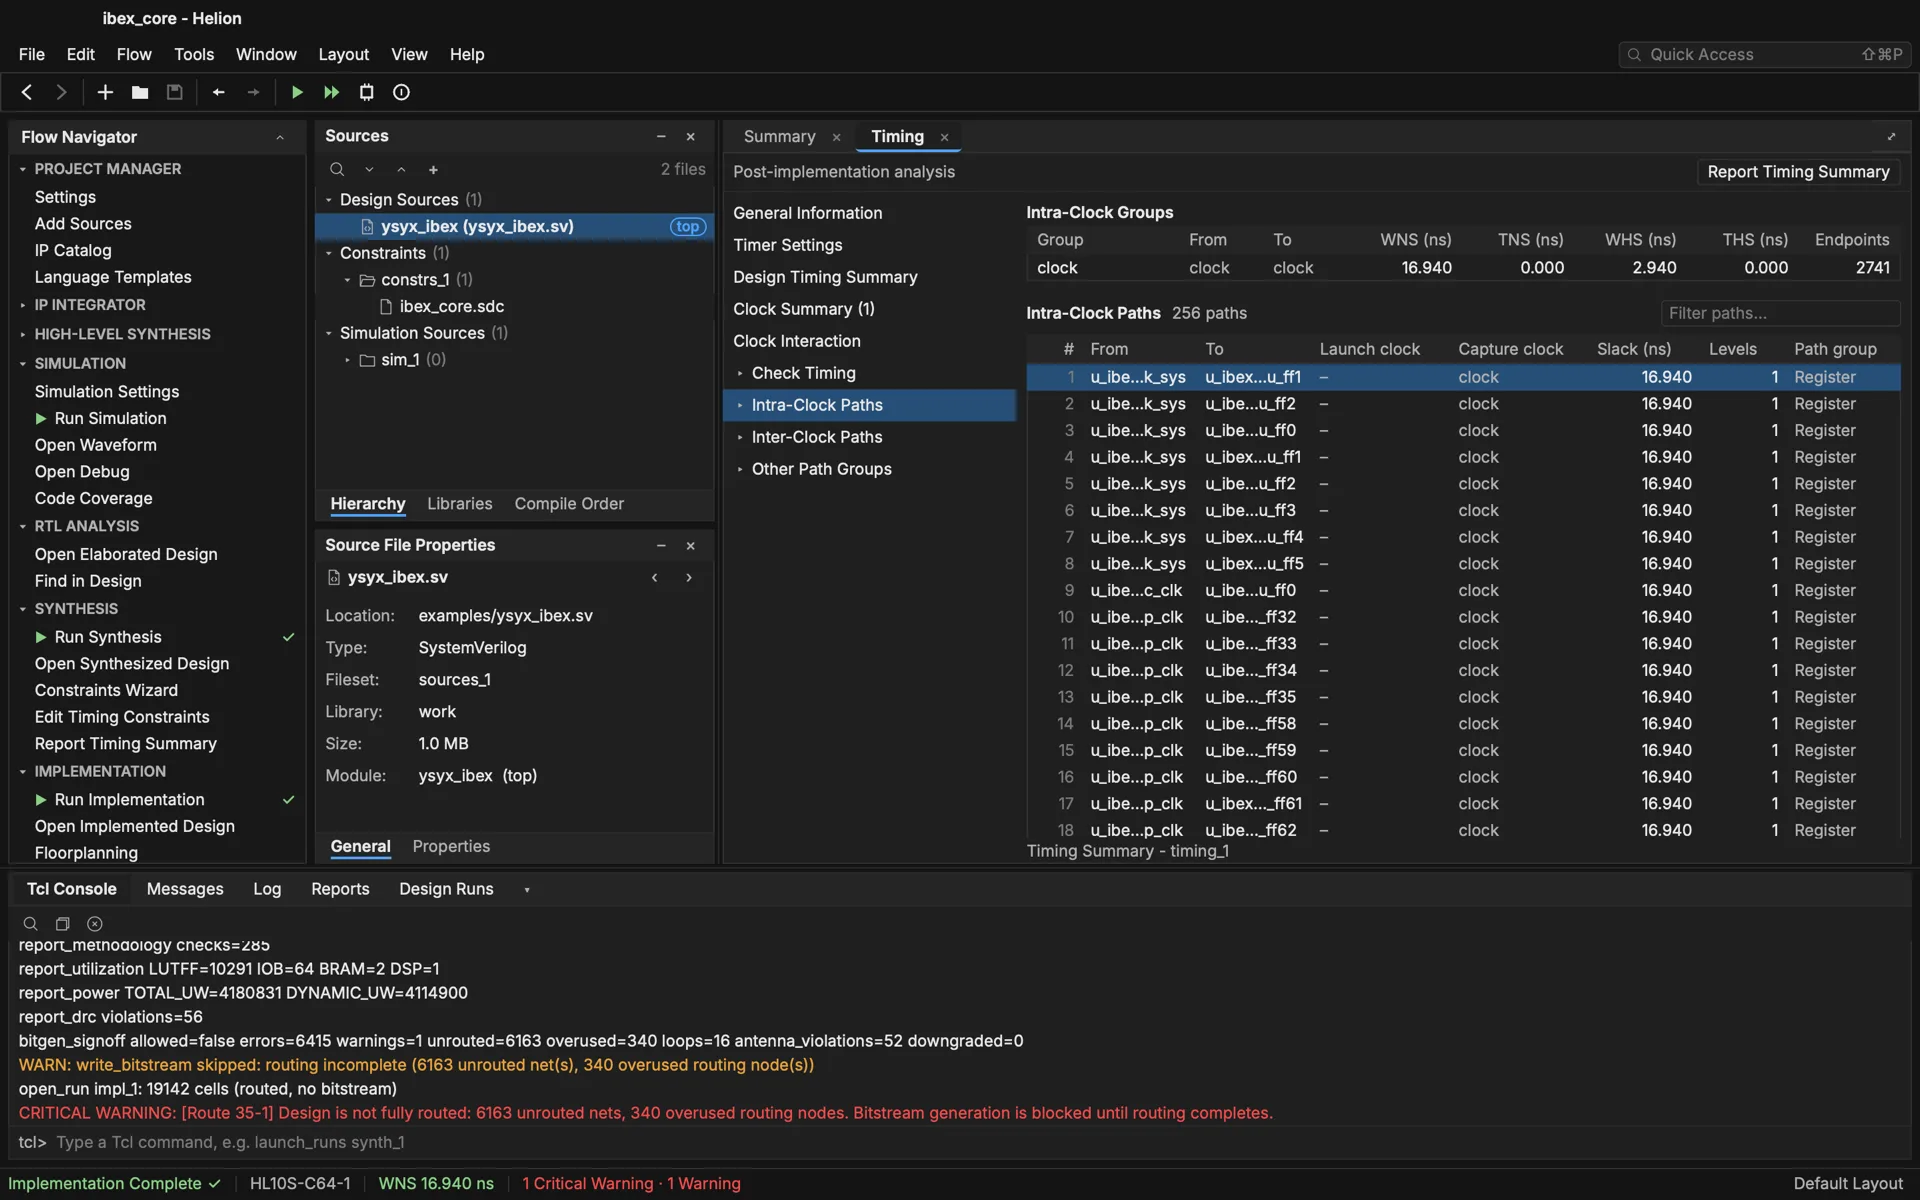 ibex_core - Helion
File Edit Flow Tools Window Layout View Help
Quick Access ⇧⌘P
Flow Navigator
PROJECT MANAGER
Settings
Add Sources
IP Catalog
Language Templates
IP INTEGRATOR
HIGH-LEVEL SYNTHESIS
SIMULATION
Simulation Settings
Run Simulation
Open Waveform
Open Debug
Code Coverage
RTL ANALYSIS
Open Elaborated Design
Find in Design
SYNTHESIS
Run Synthesis
Open Synthesized Design
Constraints Wizard
Edit Timing Constraints
Report Timing Summary
IMPLEMENTATION
Run Implementation
Open Implemented Design
Floorplanning
Sources
2 files
Design Sources (1)
ysyx_ibex (ysyx_ibex.sv) top
Constraints (1)
constrs_1 (1)
ibex_core.sdc
Simulation Sources (1)
sim_1 (0)
Hierarchy Libraries Compile Order
Source File Properties
ysyx_ibex.sv
Location: examples/ysyx_ibex.sv
Type: SystemVerilog
Fileset: sources_1
Library: work
Size: 1.0 MB
Module: ysyx_ibex (top)
General Properties
Summary Timing
Post-implementation analysis Report Timing Summary
General Information
Timer Settings
Design Timing Summary
Clock Summary (1)
Clock Interaction
Check Timing
Intra-Clock Paths
Inter-Clock Paths
Other Path Groups
Intra-Clock Groups
Group From To WNS (ns) TNS (ns) WHS (ns) THS (ns) Endpoints
clock clock clock 16.940 0.000 2.940 0.000 2741
Intra-Clock Paths 256 paths Filter paths...
# From To Launch clock Capture clock Slack (ns) Levels Path group
1 u_ibe...k_sys u_ibex...u_ff1 – clock 16.940 1 Register
2 u_ibe...k_sys u_ibe...u_ff2 – clock 16.940 1 Register
3 u_ibe...k_sys u_ibe...u_ff0 – clock 16.940 1 Register
4 u_ibe...k_sys u_ibex...u_ff1 – clock 16.940 1 Register
5 u_ibe...k_sys u_ibe...u_ff2 – clock 16.940 1 Register
6 u_ibe...k_sys u_ibe...u_ff3 – clock 16.940 1 Register
7 u_ibe...k_sys u_ibex...u_ff4 – clock 16.940 1 Register
8 u_ibe...k_sys u_ibex...u_ff5 – clock 16.940 1 Register
9 u_ibe...c_clk u_ibe...u_ff0 – clock 16.940 1 Register
10 u_ibe...p_clk u_ibe..._ff32 – clock 16.940 1 Register
11 u_ibe...p_clk u_ibe..._ff33 – clock 16.940 1 Register
12 u_ibe...p_clk u_ibe..._ff34 – clock 16.940 1 Register
13 u_ibe...p_clk u_ibe..._ff35 – clock 16.940 1 Register
14 u_ibe...p_clk u_ibe..._ff58 – clock 16.940 1 Register
15 u_ibe...p_clk u_ibe..._ff59 – clock 16.940 1 Register
16 u_ibe...p_clk u_ibe..._ff60 – clock 16.940 1 Register
17 u_ibe...p_clk u_ibex..._ff61 – clock 16.940 1 Register
18 u_ibe...p_clk u_ibe..._ff62 – clock 16.940 1 Register
Timing Summary - timing_1
Tcl Console Messages Log Reports Design Runs
report_methodology checks=285
report_utilization LUTFF=10291 IOB=64 BRAM=2 DSP=1
report_power TOTAL_UW=4180831 DYNAMIC_UW=4114900
report_drc violations=56
bitgen_signoff allowed=false errors=6415 warnings=1 unrouted=6163 overused=340 loops=16 antenna_violations=52 downgraded=0
WARN: write_bitstream skipped: routing incomplete (6163 unrouted net(s), 340 overused routing node(s))
open_run impl_1: 19142 cells (routed, no bitstream)
CRITICAL WARNING: [Route 35-1] Design is not fully routed: 6163 unrouted nets, 340 overused routing nodes. Bitstream generation is blocked until routing completes.
tcl> Type a Tcl command, e.g. launch_runs synth_1
Implementation Complete ✓ HL10S-C64-1 WNS 16.940 ns 1 Critical Warning · 1 Warning Default Layout